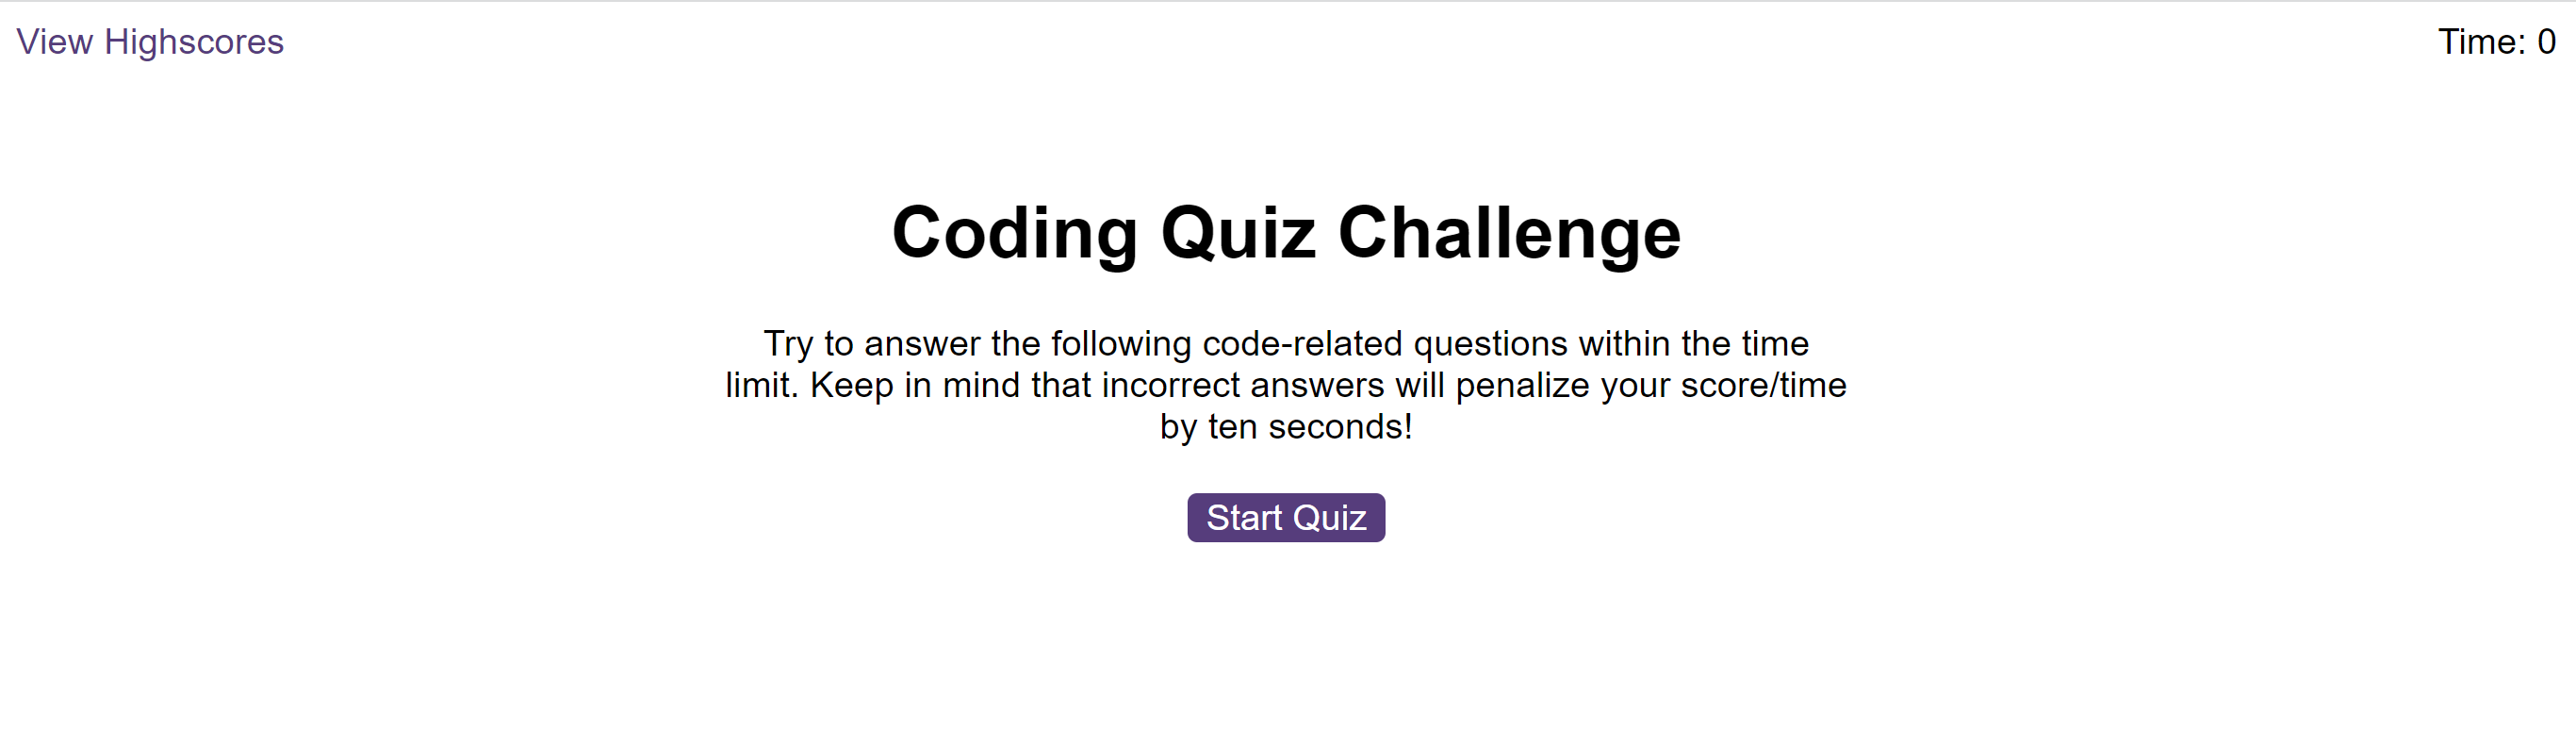 View Highscores
Time: 0
Coding Quiz Challenge
Try to answer the following code-related questions within the time
limit. Keep in mind that incorrect answers will penalize your score/time
by ten seconds!
Start Quiz